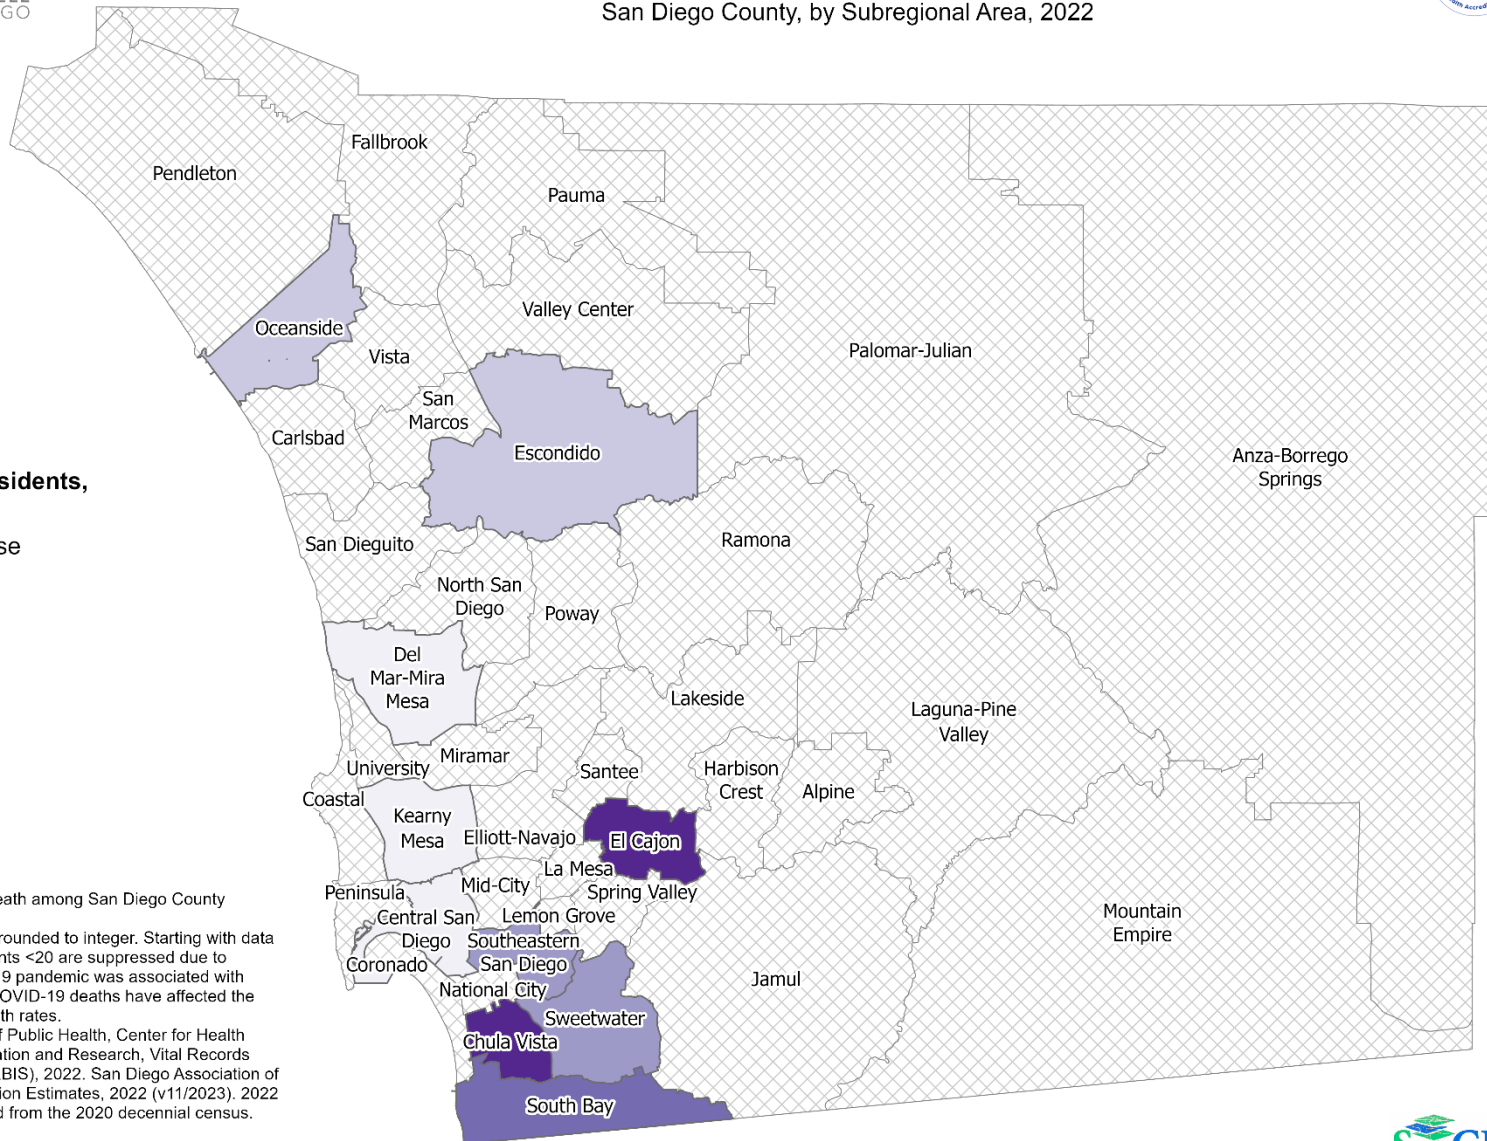 GO
San Diego County, by Subregional Area, 2022
Fallbrook
Pendleton
Pauma
Valley Center
Oceanside
Vista
Palomar-Julian
San
Marcos
Carlsbad
Escondido
Anza-Borrego
Springs
sidents,
se
San Dieguito
Ramona
North San
Diego
Poway
Del
Mar-Mira
Mesa
Lakeside
Laguna-Pine
Valley
Miramar
University
Santee
Harbison
Crest
Alpine
Coastal
Kearny
Mesa
Elliott-Navajo
El Cajon
La Mesa
Mid-City
Spring Valley
Peninsula
Central San
Diego
Lemon Grove
Southeastern
San Diego
Coronado
National City
Sweetwater
Chula Vista
South Bay
Jamul
Mountain
Empire
eath among San Diego County
rounded to integer. Starting with data
nts <20 are suppressed due to
9 pandemic was associated with
OVID-19 deaths have affected the
th rates.
f Public Health, Center for Health
ation and Research, Vital Records
BIS), 2022. San Diego Association of
ion Estimates, 2022 (v11/2023). 2022
d from the 2020 decennial census.